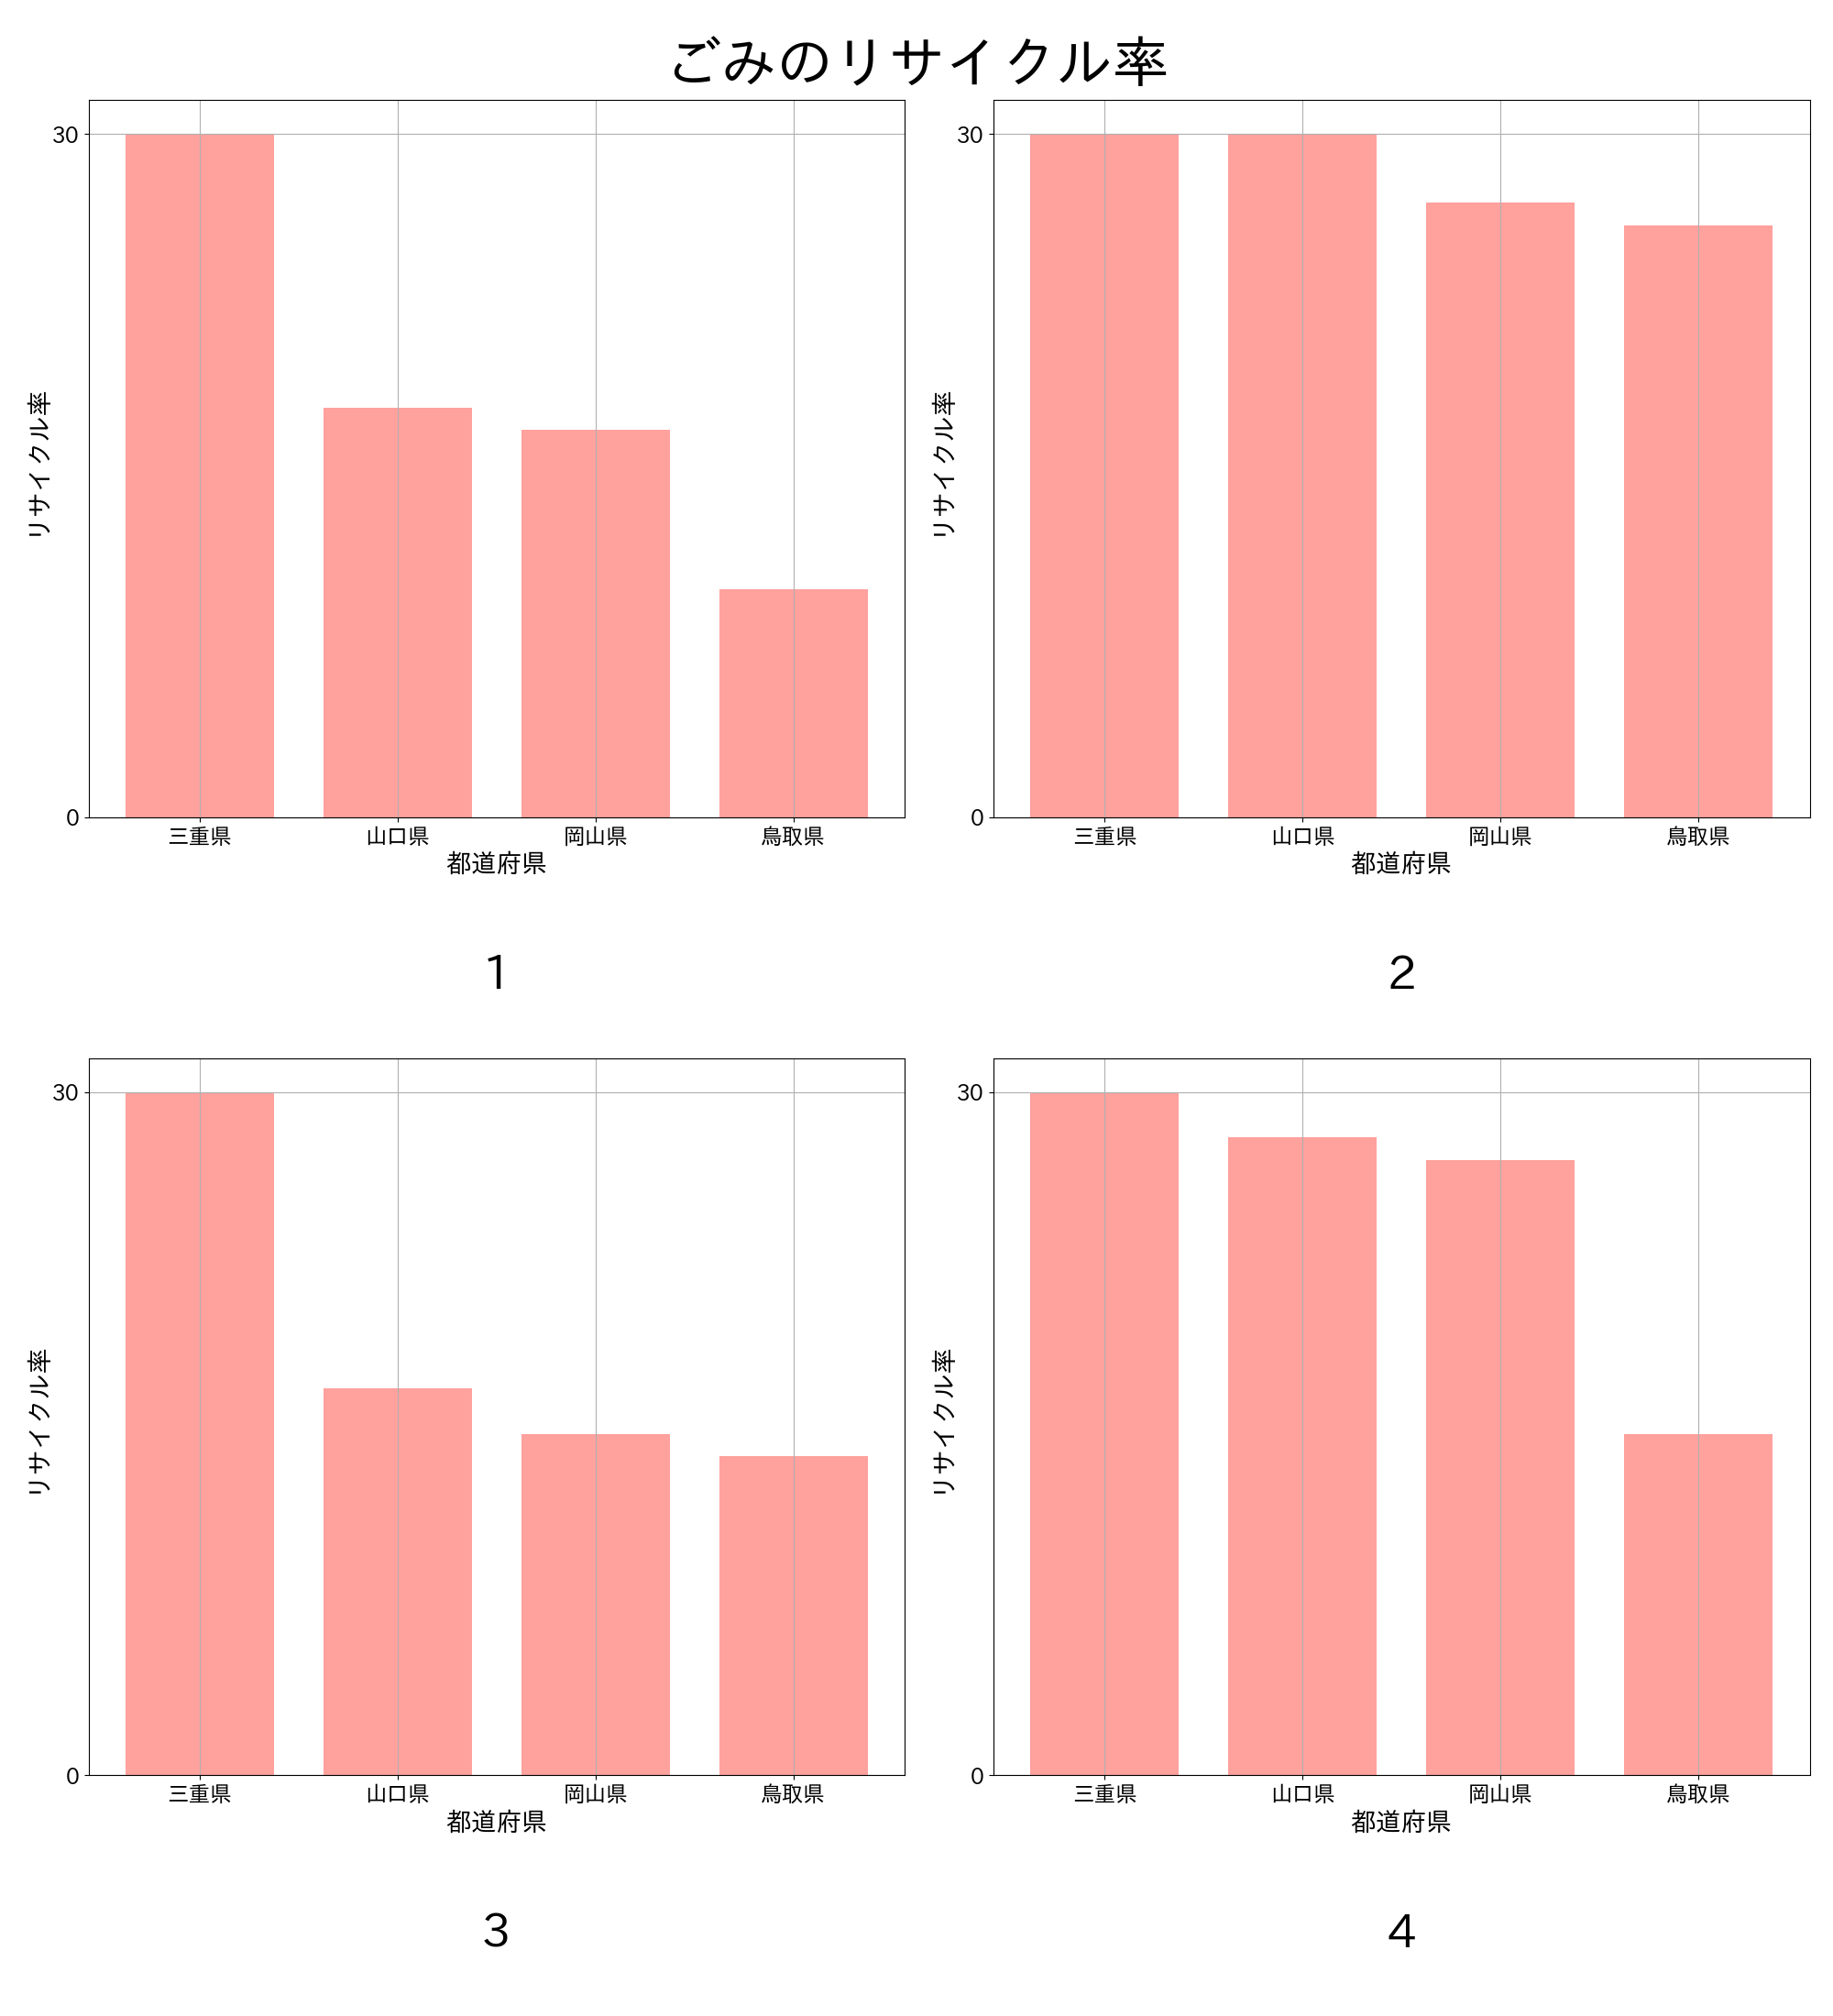 ごみのリサイクル率
30
0
リサイクル率
三重県 山口県 岡山県 鳥取県
都道府県
1
30
0
リサイクル率
三重県 山口県 岡山県 鳥取県
都道府県
2
30
0
リサイクル率
三重県 山口県 岡山県 鳥取県
都道府県
3
30
0
リサイクル率
三重県 山口県 岡山県 鳥取県
都道府県
4